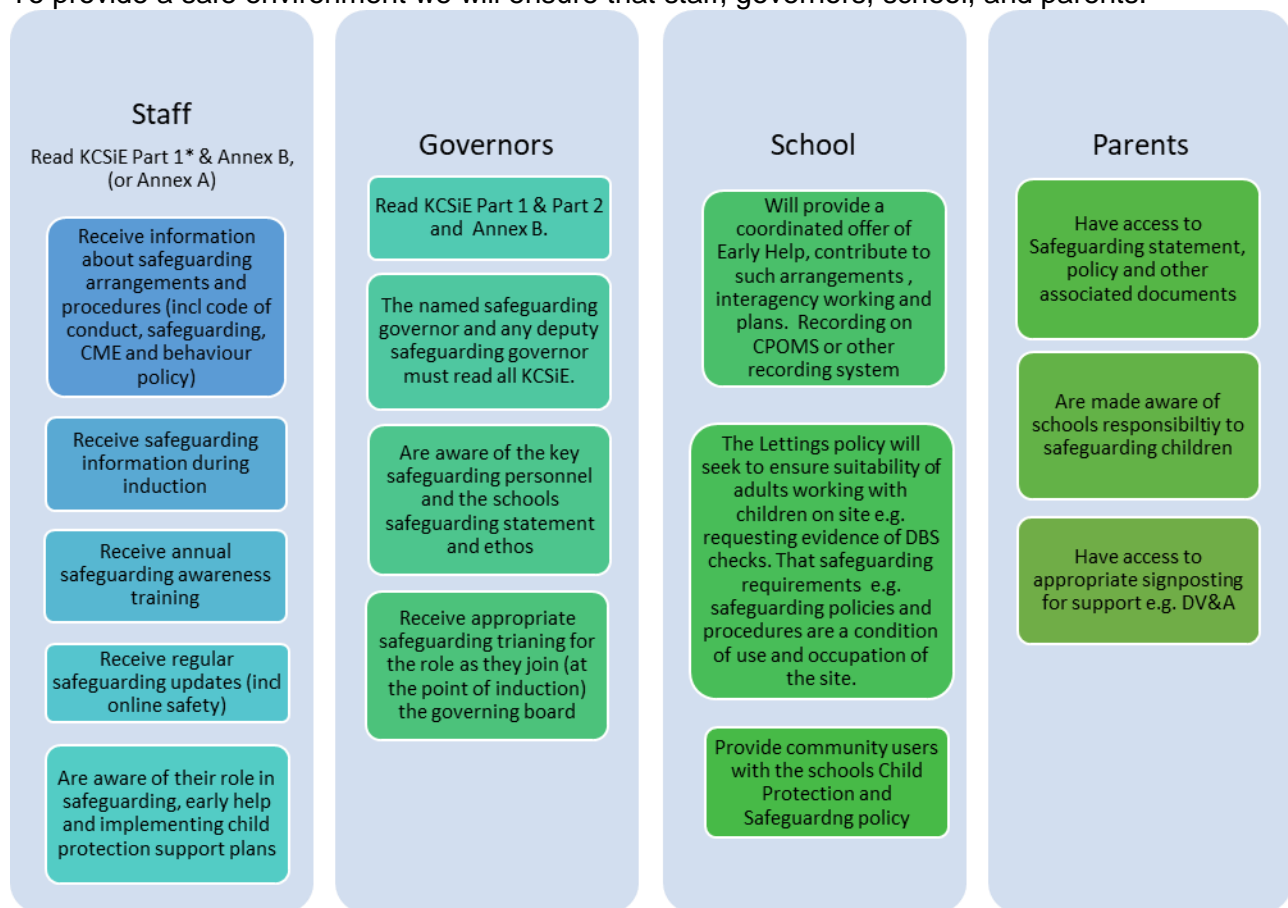 To provide a safe environment we will ensure that staff, governors, school, and parents:
Staff
Read KCSiE Part 1* & Annex B,
(or Annex A)
Receive information
about safeguarding
arrangements and
procedures (incl code of
conduct, safeguarding,
CME and behaviour
policy)
Receive safeguarding
information during
induction
Receive annual
safeguarding awareness
training
Receive regular
safeguarding updates (incl
online safety)
Are aware of their role in
safeguarding, early help
and implementing child
protection support plans
Governors
Read KCSiE Part 1 & Part 2
and Annex B.
The named safeguarding
governor and any deputy
safeguarding governor
must read all KCSiE.
Are aware of the key
safeguarding personnel
and the schools
safeguarding statement
and ethos
Receive appropriate
safeguarding trianing for
the role as they join (at
the point of induction)
the governing board
School
Will provide a
coordinated offer of
Early Help, contribute to
such arrangements ,
interagency working and
plans. Recording on
CPOMS or other
recording system
The Lettings policy will
seek to ensure suitability of
adults working with
children on site e.g.
requesting evidence of DBS
checks. That safeguarding
requirements e.g.
safeguarding policies and
procedures are a condition
of use and occupation of
the site.
Provide community users
with the schools Child
Protection and
Safeguardng policy
Parents
Have access to
Safeguarding statement,
policy and other
associated documents
Are made aware of
schools responsibiltiy to
safeguarding children
Have access to
appropriate signposting
for support e.g. DV&A